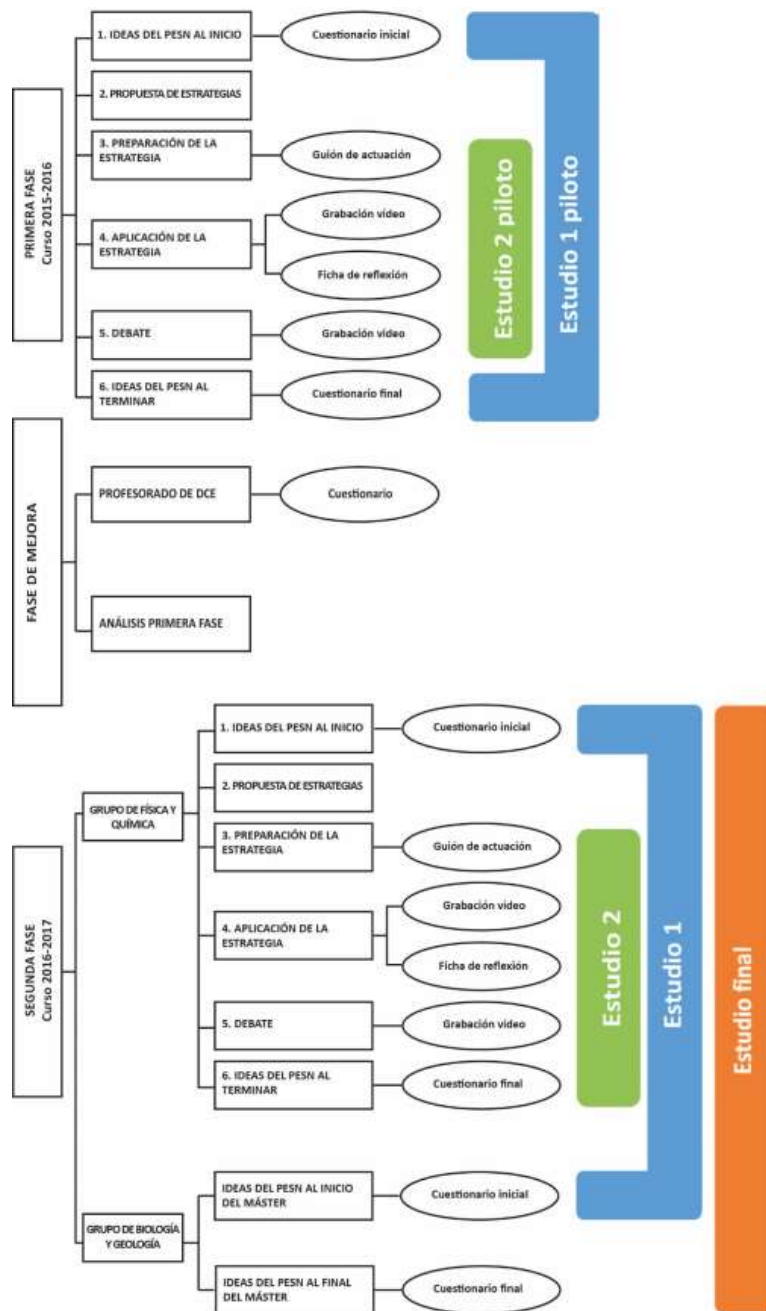 PRIMERA FASE
Curso 2015-2016
1. IDEAS DEL PESN AL INICIO
Cuestionario inicial
2. PROPUESTA DE ESTRATEGIAS
3. PREPARACIÓN DE LA
ESTRATEGIA
Guión de actuación
4. APLICACIÓN DE LA
ESTRATEGIA
Grabación vídeo
Ficha de reflexión
5. DEBATE
Grabación vídeo
6. IDEAS DEL PESN AL
TERMINAR
Cuestionario final
Estudio 2 piloto
Estudio 1 piloto
FASE DE MEJORA
PROFESORADO DE DCE
Cuestionario
ANÁLISIS PRIMERA FASE
SEGUNDA FASE
Curso 2016-2017
GRUPO DE FÍSICA Y
QUÍMICA
1. IDEAS DEL PESN AL INICIO
Cuestionario inicial
2. PROPUESTA DE ESTRATEGIAS
3. PREPARACIÓN DE LA
ESTRATEGIA
Guión de actuación
4. APLICACIÓN DE LA
ESTRATEGIA
Grabación vídeo
Ficha de reflexión
5. DEBATE
Grabación vídeo
6. IDEAS DEL PESN AL
TERMINAR
Cuestionario final
GRUPO DE BIOLOGÍA
Y GEOLOGÍA
IDEAS DEL PESN AL INICIO
DEL MÁSTER
Cuestionario inicial
IDEAS DEL PESN AL FINAL
DEL MÁSTER
Cuestionario final
Estudio 2
Estudio 1
Estudio final